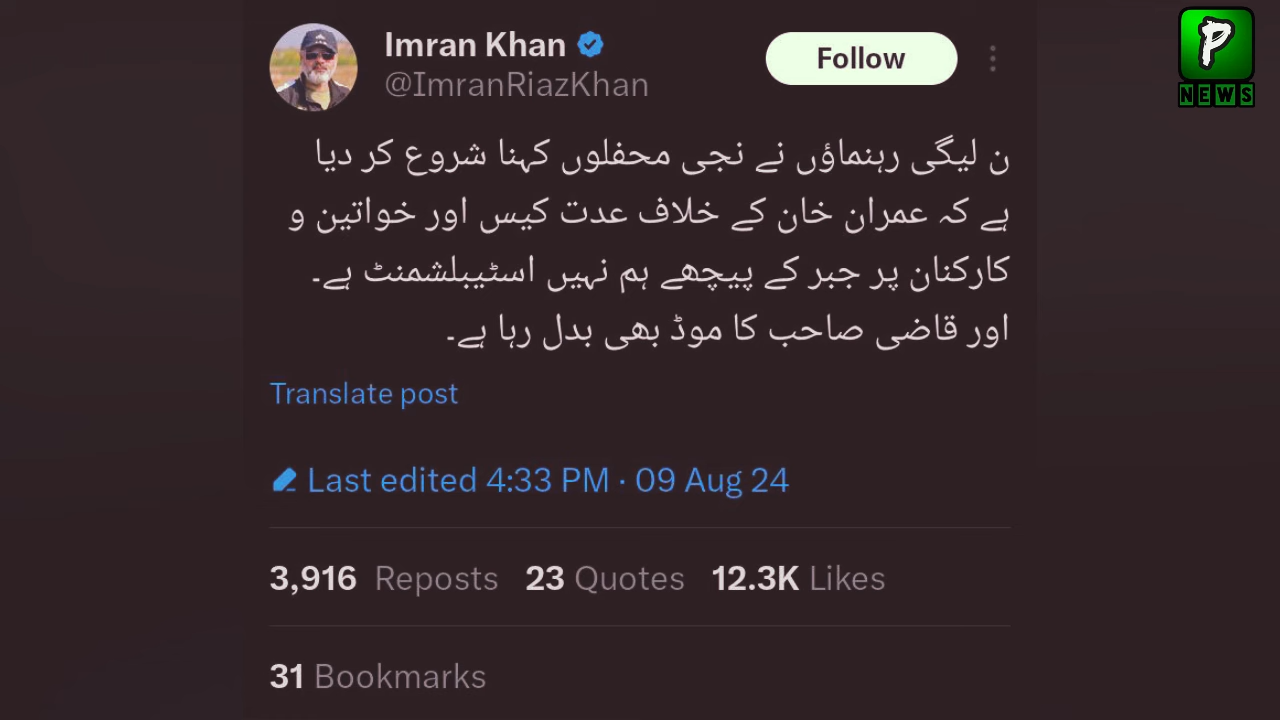 Imran Khan
@ImranRiazKhan
Follow
P
NEWS
ن لیگی رہنماؤں نے نجی محفلوں کہنا شروع کر دیا
ہے کہ عمران خان کے خلاف عدت کیس اور خواتین و
کارکنان پر جبر کے پیچھے ہم نہیں اسٹیبلشمنٹ ہے۔
اور قاضی صاحب کا موڈ بھی بدل رہا ہے۔
Translate post
Last edited 4:33 PM · 09 Aug 24
3,916 Reposts 23 Quotes 12.3K Likes
31 Bookmarks